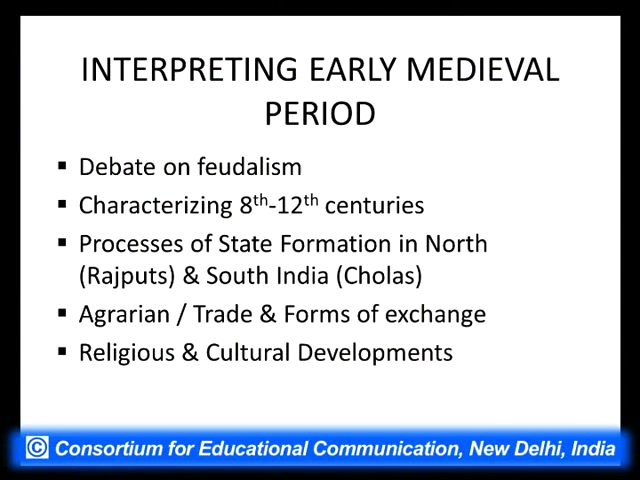 INTERPRETING EARLY MEDIEVAL
PERIOD
▪ Debate on feudalism
▪ Characterizing 8th-12th centuries
▪ Processes of State Formation in North
(Rajputs) & South India (Cholas)
▪ Agrarian / Trade & Forms of exchange
▪ Religious & Cultural Developments
© Consortium for Educational Communication, New Delhi, India